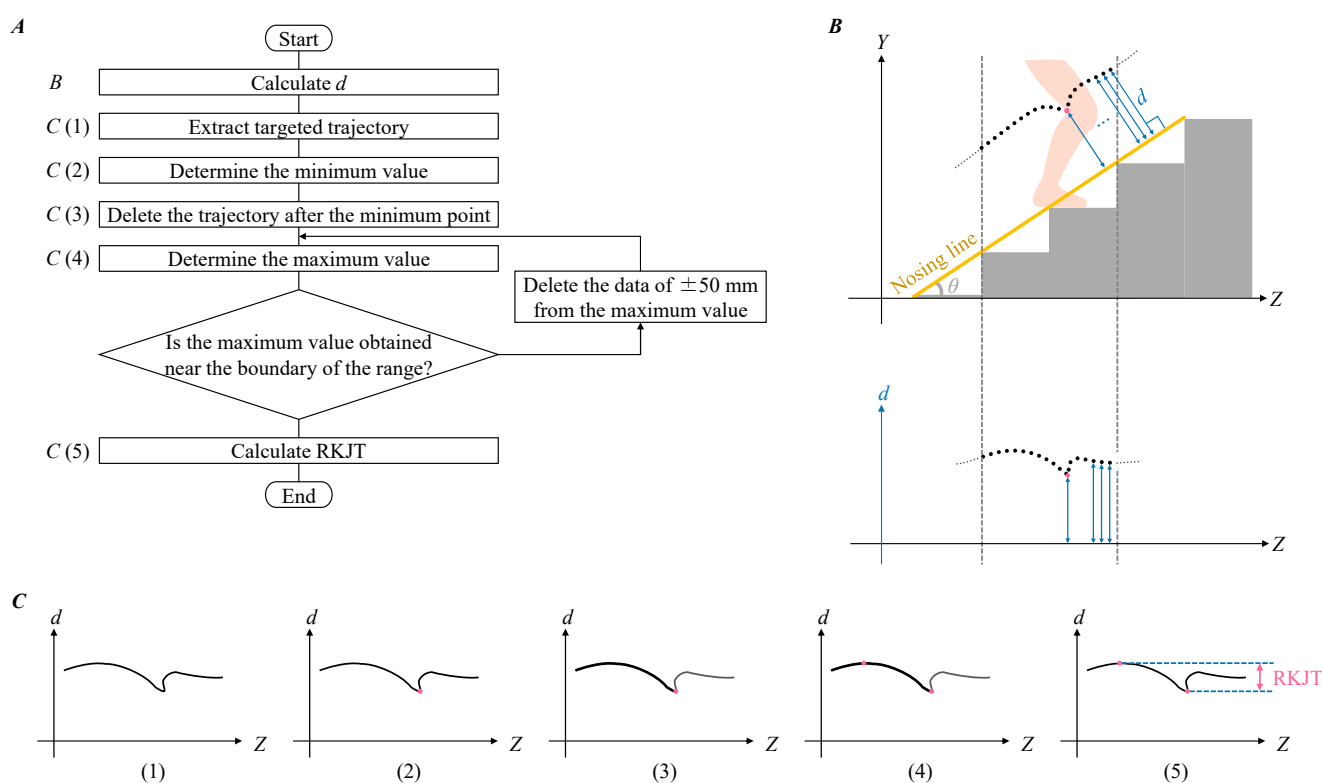 A
Start
B
Calculate d
C (1)
Extract targeted trajectory
C (2)
Determine the minimum value
C (3)
Delete the trajectory after the minimum point
C (4)
Determine the maximum value
Delete the data of ±50 mm
from the maximum value
Is the maximum value obtained
near the boundary of the range?
C (5)
Calculate RKJT
End
B
Y
d
...
Nosing line
θ
Z
d
Z
C
d
Z
(1)
d
Z
(2)
d
Z
(3)
d
Z
(4)
d
RKJT
Z
(5)